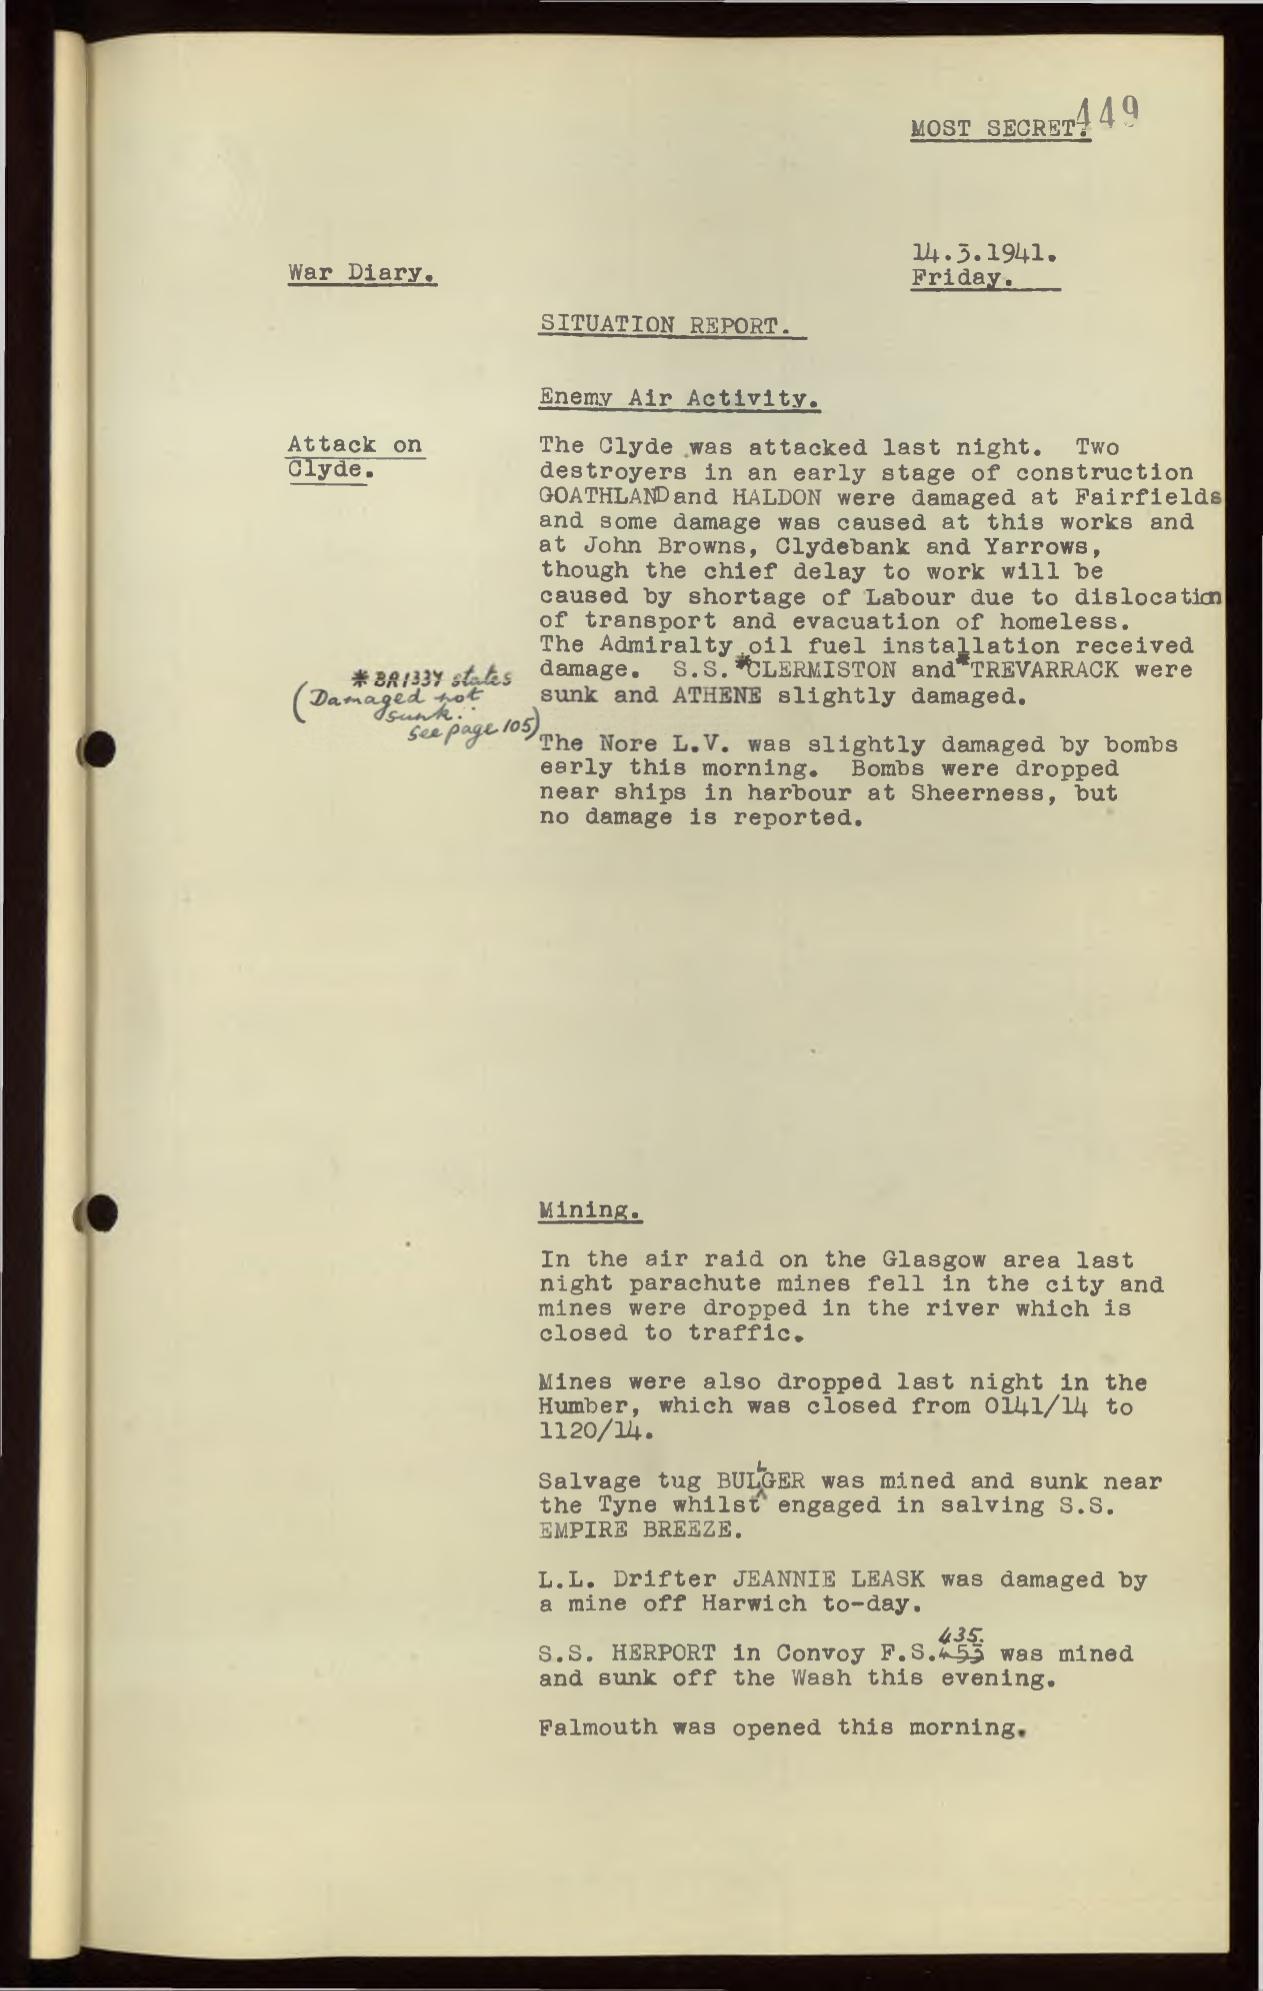 449
MOST SECRET.
14.3.1941.
War Diary.
Friday.
SITUATION REPORT.
Enemy Air Activity.
Attack on
Clyde.
The Clyde was attacked last night. Two
destroyers in an early stage of construction
GOATHLAND and HALDON were damaged at Fairfields
and some damage was caused at this works and
at John Browns, Clydebank and Yarrows,
though the chief delay to work will be
caused by shortage of Labour due to dislocation
of transport and evacuation of homeless.
The Admiralty oil fuel installation received
damage. S.S. *CLERMISTON and *TREVARRACK were
sunk and ATHENE slightly damaged.
* BR1337 states
(Damaged not
sunk.
see page 105)
The Nore L.V. was slightly damaged by bombs
early this morning. Bombs were dropped
near ships in harbour at Sheerness, but
no damage is reported.
Mining.
In the air raid on the Glasgow area last
night parachute mines fell in the city and
mines were dropped in the river which is
closed to traffic.
Mines were also dropped last night in the
Humber, which was closed from 0141/14 to
1120/14.
L
Salvage tug BULGER was mined and sunk near
the Tyne whilst engaged in salving S.S.
EMPIRE BREEZE.
L.L. Drifter JEANNIE LEASK was damaged by
a mine off Harwich to-day.
435.
S.S. HERPORT in Convoy F.S.453 was mined
and sunk off the Wash this evening.
Falmouth was opened this morning.